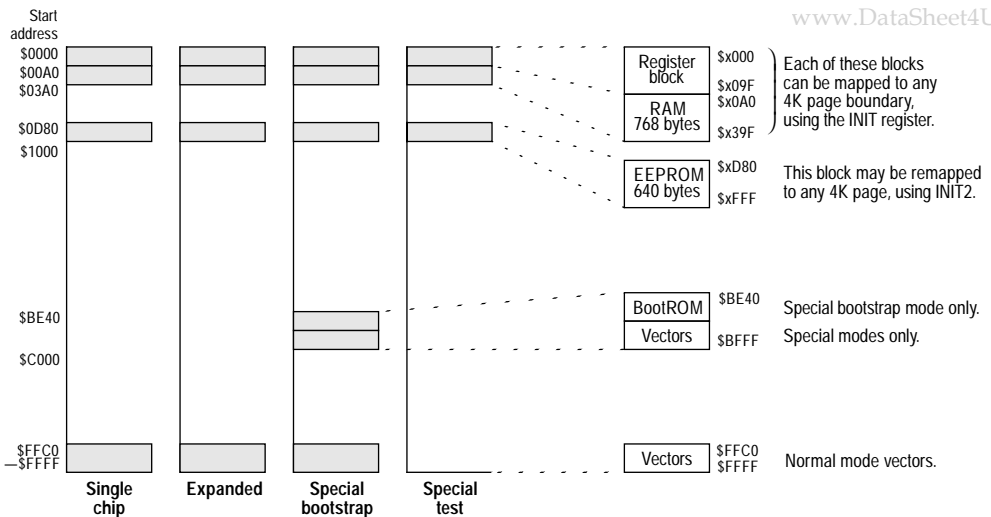 www.DataSheet4U
Start
address
$0000
$00A0
$03A0
$0D80
$1000
$BE40
$C000
$FFC0
—$FFFF
Single
chip
Expanded
Special
bootstrap
Special
test
Register
block
$x000
$x09F
RAM
768 bytes
$x0A0
$x39F
Each of these blocks
can be mapped to any
4K page boundary,
using the INIT register.
EEPROM
640 bytes
$xD80
$xFFF
This block may be remapped
to any 4K page, using INIT2.
BootROM
$BE40
Special bootstrap mode only.
Vectors
$BFFF
Special modes only.
Vectors
$FFC0
$FFFF
Normal mode vectors.